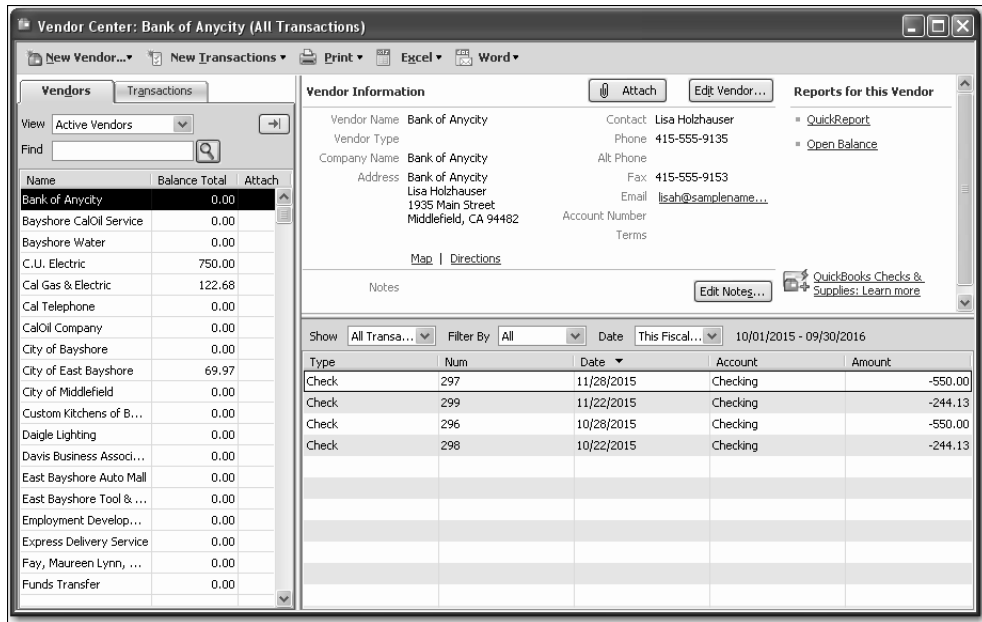 Vendor Center: Bank of Anycity (All Transactions)
New Vendor... New Transactions Print Excel Word
Vendors Transactions
View Active Vendors
Find
Name Balance Total Attach
Bank of Anycity 0.00
Bayshore CalOil Service 0.00
Bayshore Water 0.00
C.U. Electric 750.00
Cal Gas & Electric 122.68
Cal Telephone 0.00
CalOil Company 0.00
City of Bayshore 0.00
City of East Bayshore 69.97
City of Middlefield 0.00
Custom Kitchens of B... 0.00
Daigle Lighting 0.00
Davis Business Associ... 0.00
East Bayshore Auto Mall 0.00
East Bayshore Tool & ... 0.00
Employment Develop... 0.00
Express Delivery Service 0.00
Fay, Maureen Lynn, ... 0.00
Funds Transfer 0.00
Vendor Information Attach Edit Vendor...
Vendor Name Bank of Anycity
Vendor Type
Company Name Bank of Anycity
Address Bank of Anycity
Lisa Holzhauser
1935 Main Street
Middlefield, CA 94482
Map | Directions
Contact Lisa Holzhauser
Phone 415-555-9135
Alt Phone
Fax 415-555-9153
Email lisah@samplename...
Account Number
Terms
Notes Edit Notes...
Reports for this Vendor
QuickReport
Open Balance
QuickBooks Checks &
Supplies: Learn more
Show All Transa... Filter By All Date This Fiscal... 10/01/2015 - 09/30/2016
Type Num Date Account Amount
Check 297 11/28/2015 Checking -550.00
Check 299 11/22/2015 Checking -244.13
Check 296 10/28/2015 Checking -550.00
Check 298 10/22/2015 Checking -244.13